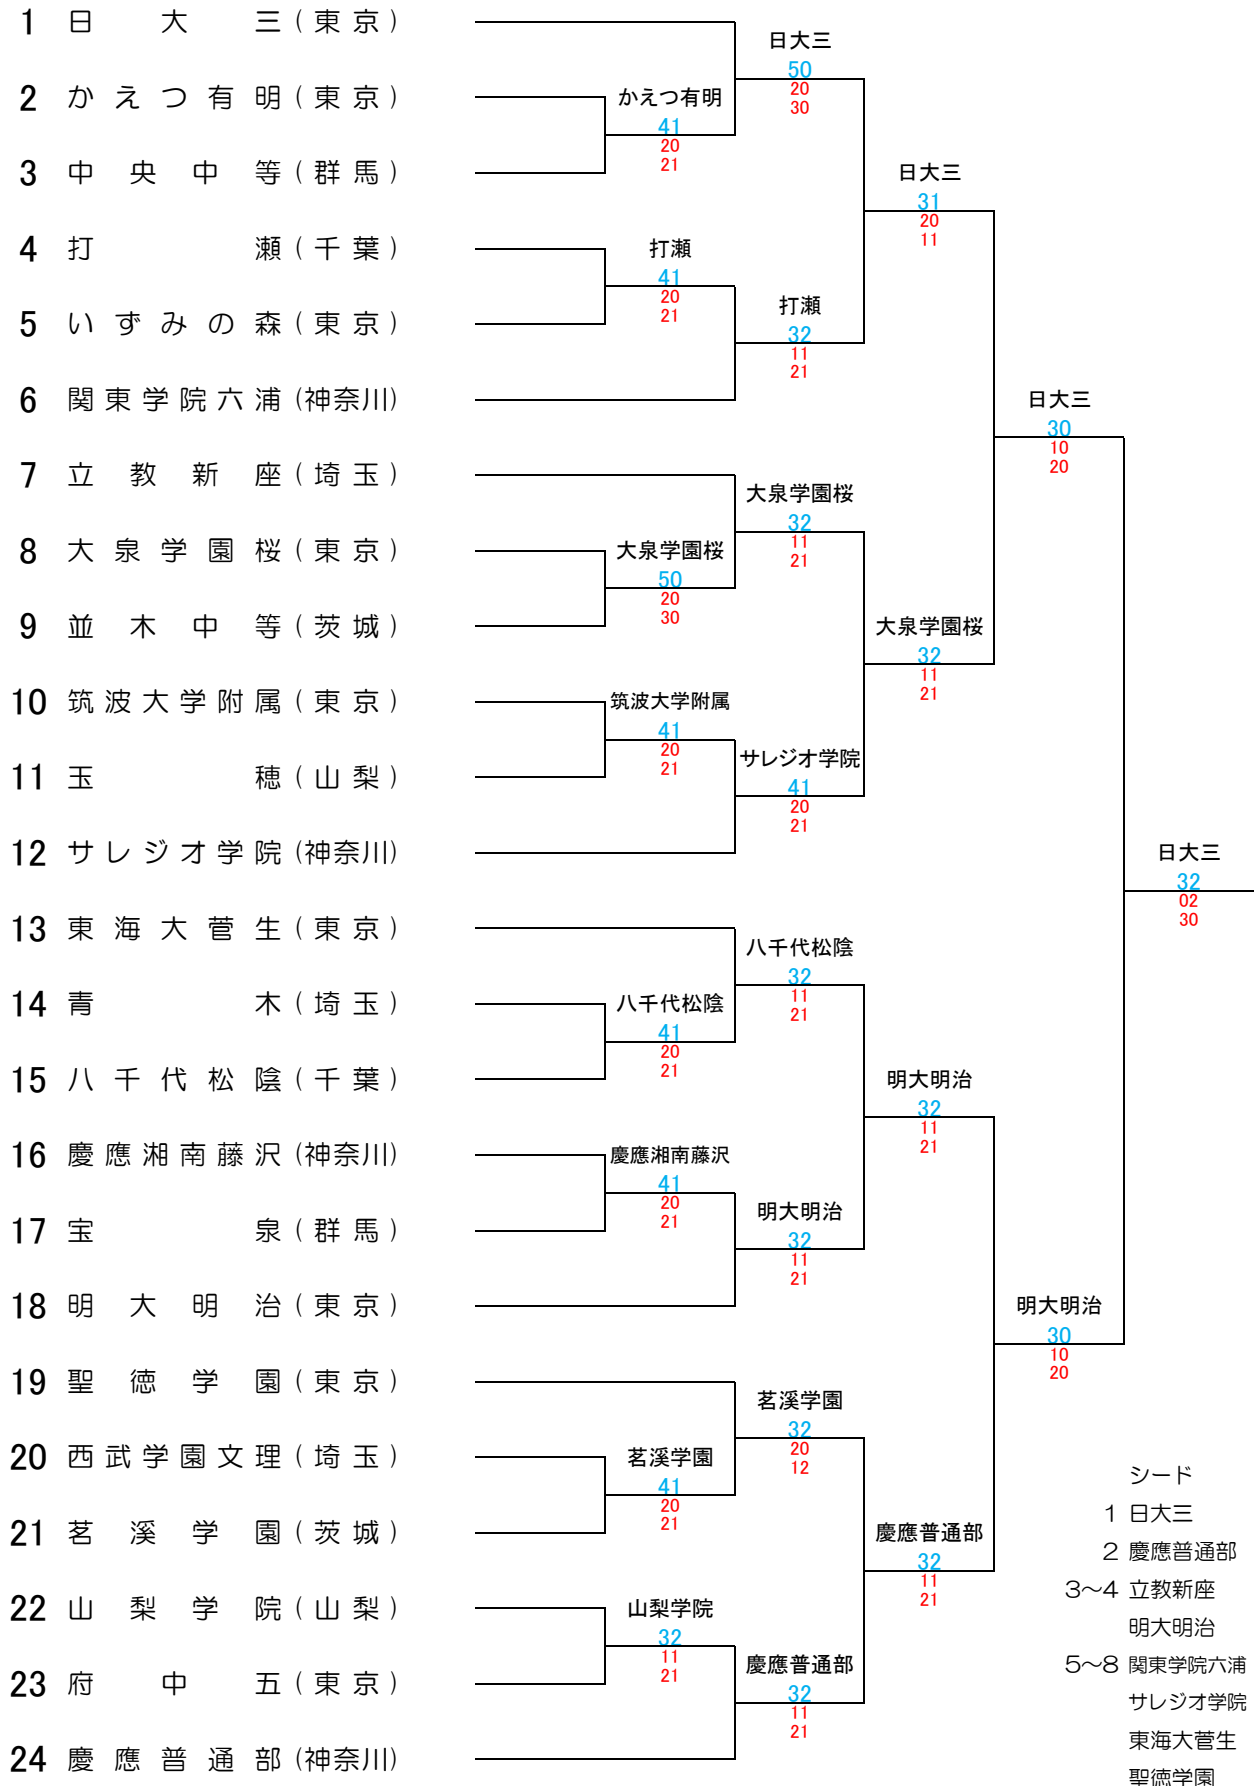 1 日大三(東京)
2 かえつ有明(東京)
3 中央中等(群馬)
4 打瀬(千葉)
5 いずみの森(東京)
6 関東学院六浦(神奈川)
7 立教新座(埼玉)
8 大泉学園桜(東京)
9 並木中等(茨城)
10 筑波大学附属(東京)
11 玉穂(山梨)
12 サレジオ学院(神奈川)
13 東海大菅生(東京)
14 青木(埼玉)
15 八千代松陰(千葉)
16 慶應湘南藤沢(神奈川)
17 宝泉(群馬)
18 明大明治(東京)
19 聖徳学園(東京)
20 西武学園文理(埼玉)
21 茗溪学園(茨城)
22 山梨学院(山梨)
23 府中五(東京)
24 慶應普通部(神奈川)
かえつ有明
41
20
21
打瀬
41
20
21
大泉学園桜
50
20
30
筑波大学附属
41
20
21
八千代松陰
41
20
21
慶應湘南藤沢
41
20
21
茗溪学園
41
20
21
山梨学院
32
11
21
日大三
50
20
30
打瀬
32
11
21
大泉学園桜
32
11
21
サレジオ学院
41
20
21
八千代松陰
32
11
21
明大明治
32
11
21
茗溪学園
32
20
12
慶應普通部
32
11
21
日大三
31
20
11
大泉学園桜
32
11
21
明大明治
32
11
21
慶應普通部
32
11
21
日大三
30
10
20
明大明治
30
10
20
日大三
32
02
30
シード
1 日大三
2 慶應普通部
3～4 立教新座
明大明治
5～8 関東学院六浦
サレジオ学院
東海大菅生
聖徳学園